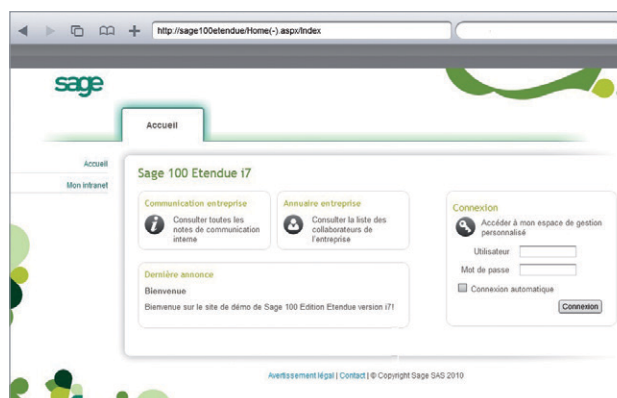 http://sage100etendue/Home(-).aspx/Index
sage
Accueil
Accueil
Mon intranet
Sage 100 Etendue i7
Communication entreprise
Consulter toutes les
notes de communication
interne
Annuaire entreprise
Consulter la liste des
collaborateurs de
l'entreprise
Connexion
Accéder à mon espace de gestion
personnalisé
Utilisateur
Mot de passe
Connexion automatique
Connexion
Dernière annonce
Bienvenue
Bienvenue sur le site de démo de Sage 100 Edition Etendue version i7!
Avertissement légal | Contact | © Copyright Sage SAS 2010